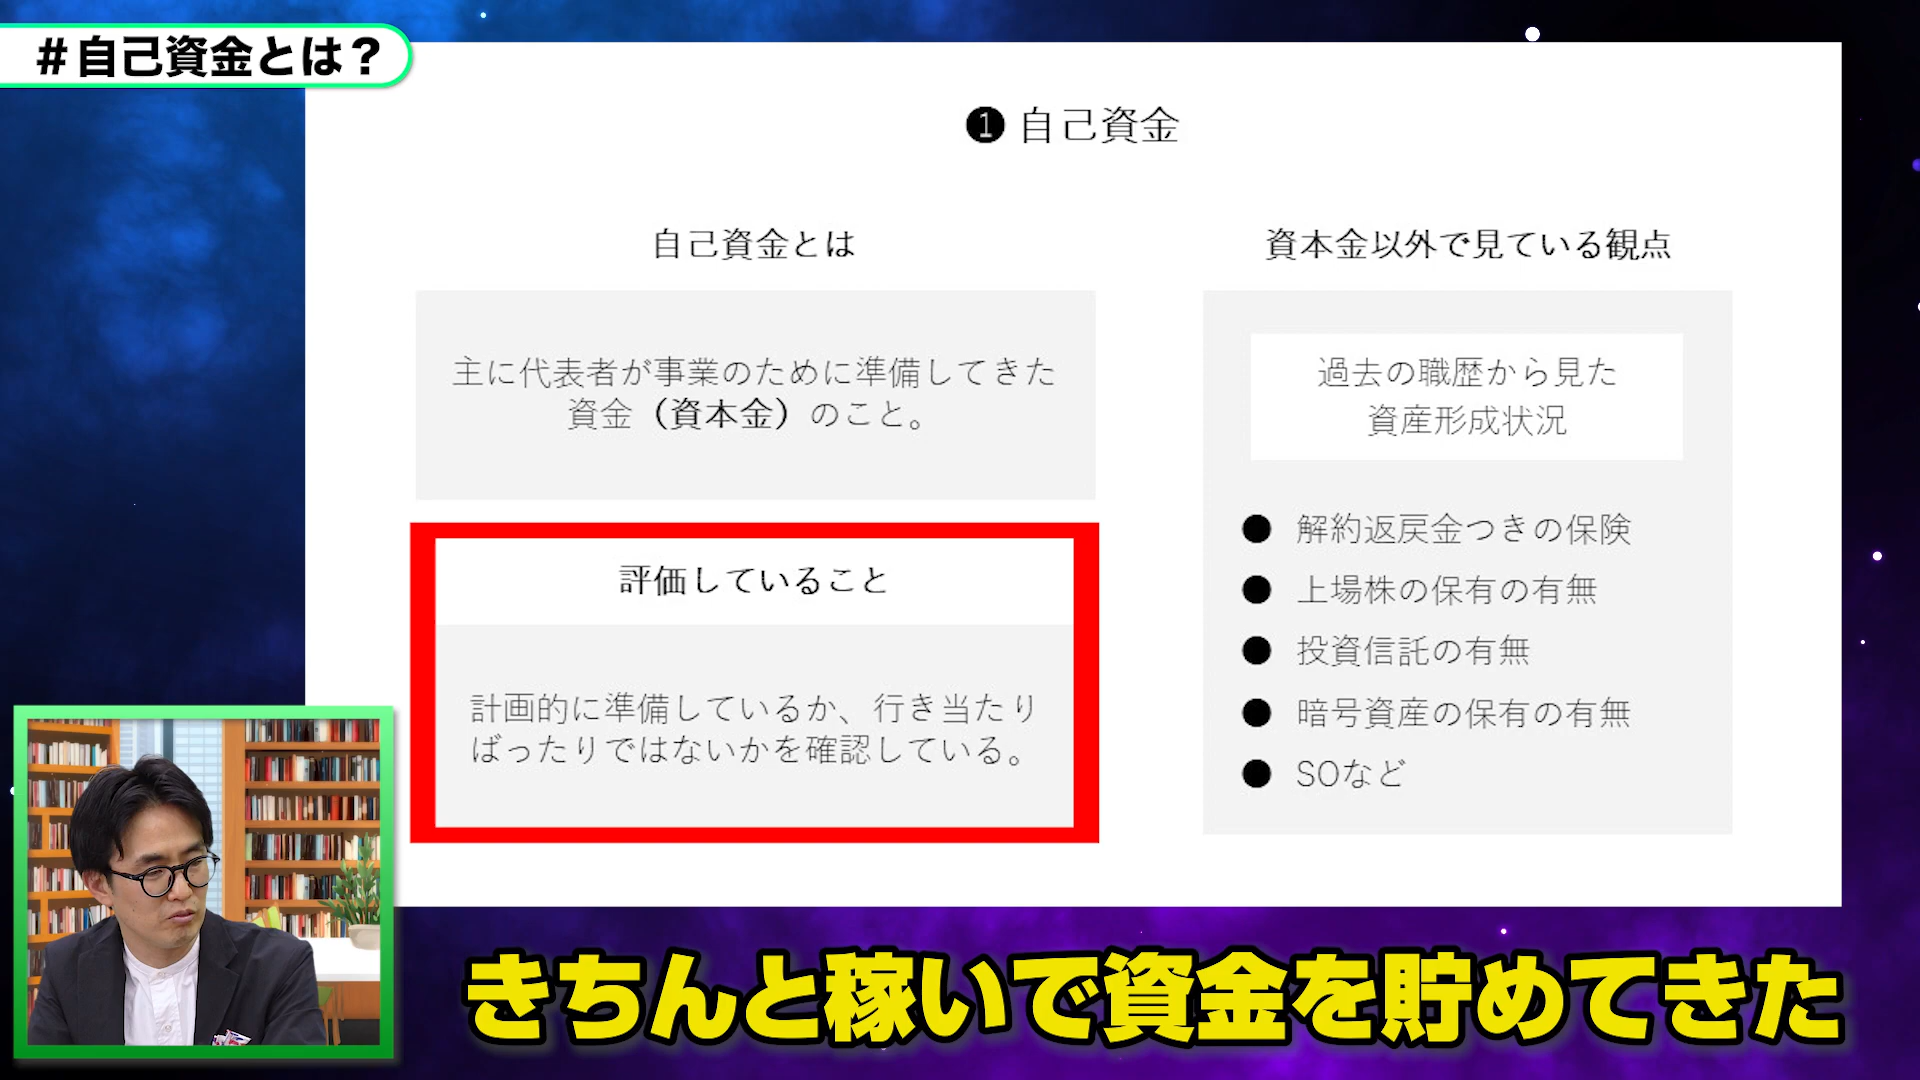 ＃自己資金とは？
❶ 自己資金
自己資金とは
主に代表者が事業のために準備してきた
資金（資本金）のこと。
評価していること
計画的に準備しているか、行き当たり
ばったりではないかを確認している。
資本金以外で見ている観点
過去の職歴から見た
資産形成状況
● 解約返戻金つきの保険
● 上場株の保有の有無
● 投資信託の有無
● 暗号資産の保有の有無
● SOなど
きちんと稼いで資金を貯めてきた